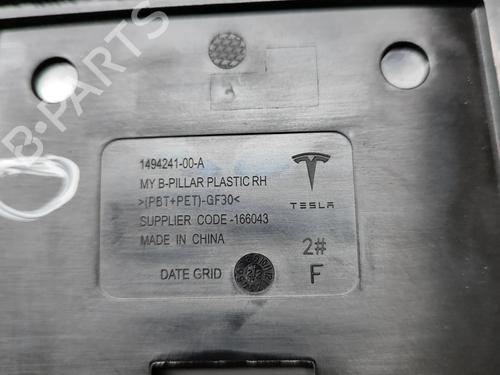 B-PARTS
1494241-00-A
MY B-PILLAR PLASTIC RH
>(PBT+PET)-GF30<
SUPPLIER CODE -166043
MADE IN CHINA
DATE GRID
TESLA
2#
F